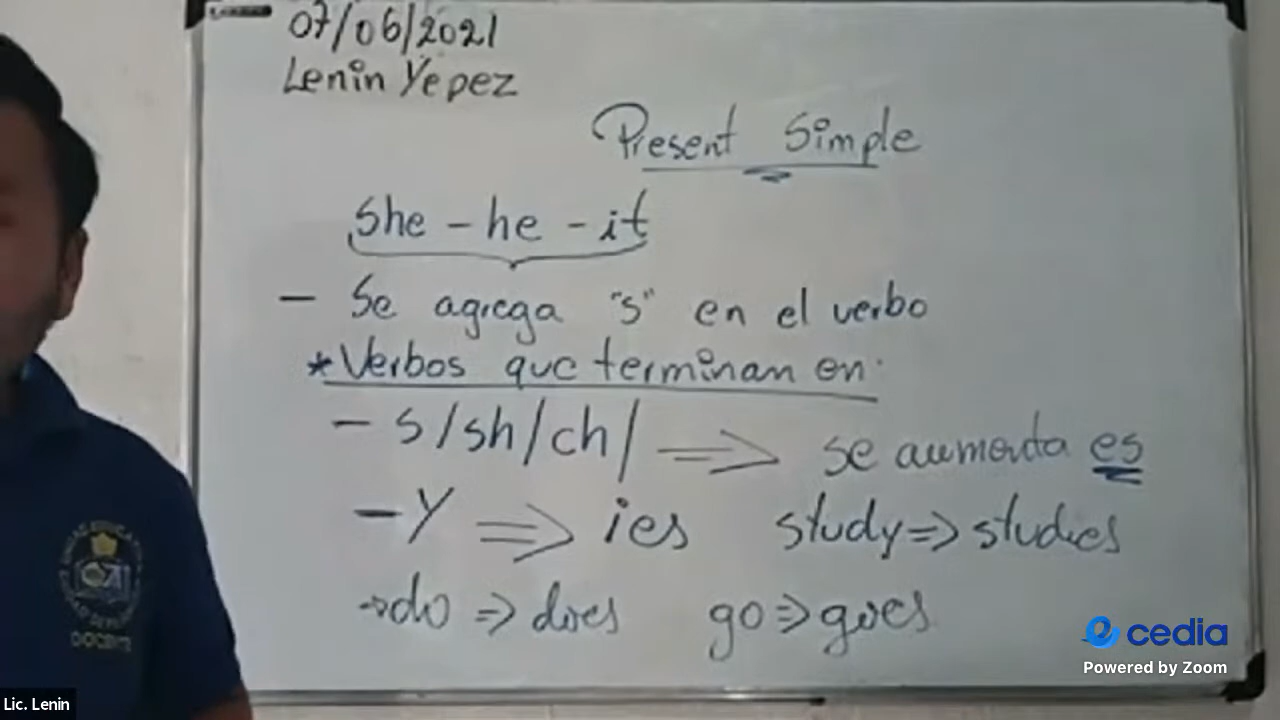 07/06/2021
Lenin Yepez
Present Simple
she - he - it
- Se agrega "s" en el verbo
* Verbos que terminan en:
- s/sh/ch/ ⇒ se aumenta es
- Y ⇒ ies study ⇒ studies
→ do ⇒ does go ⇒ goes
DOCENTE
cedia
Powered by Zoom
Lic. Lenin